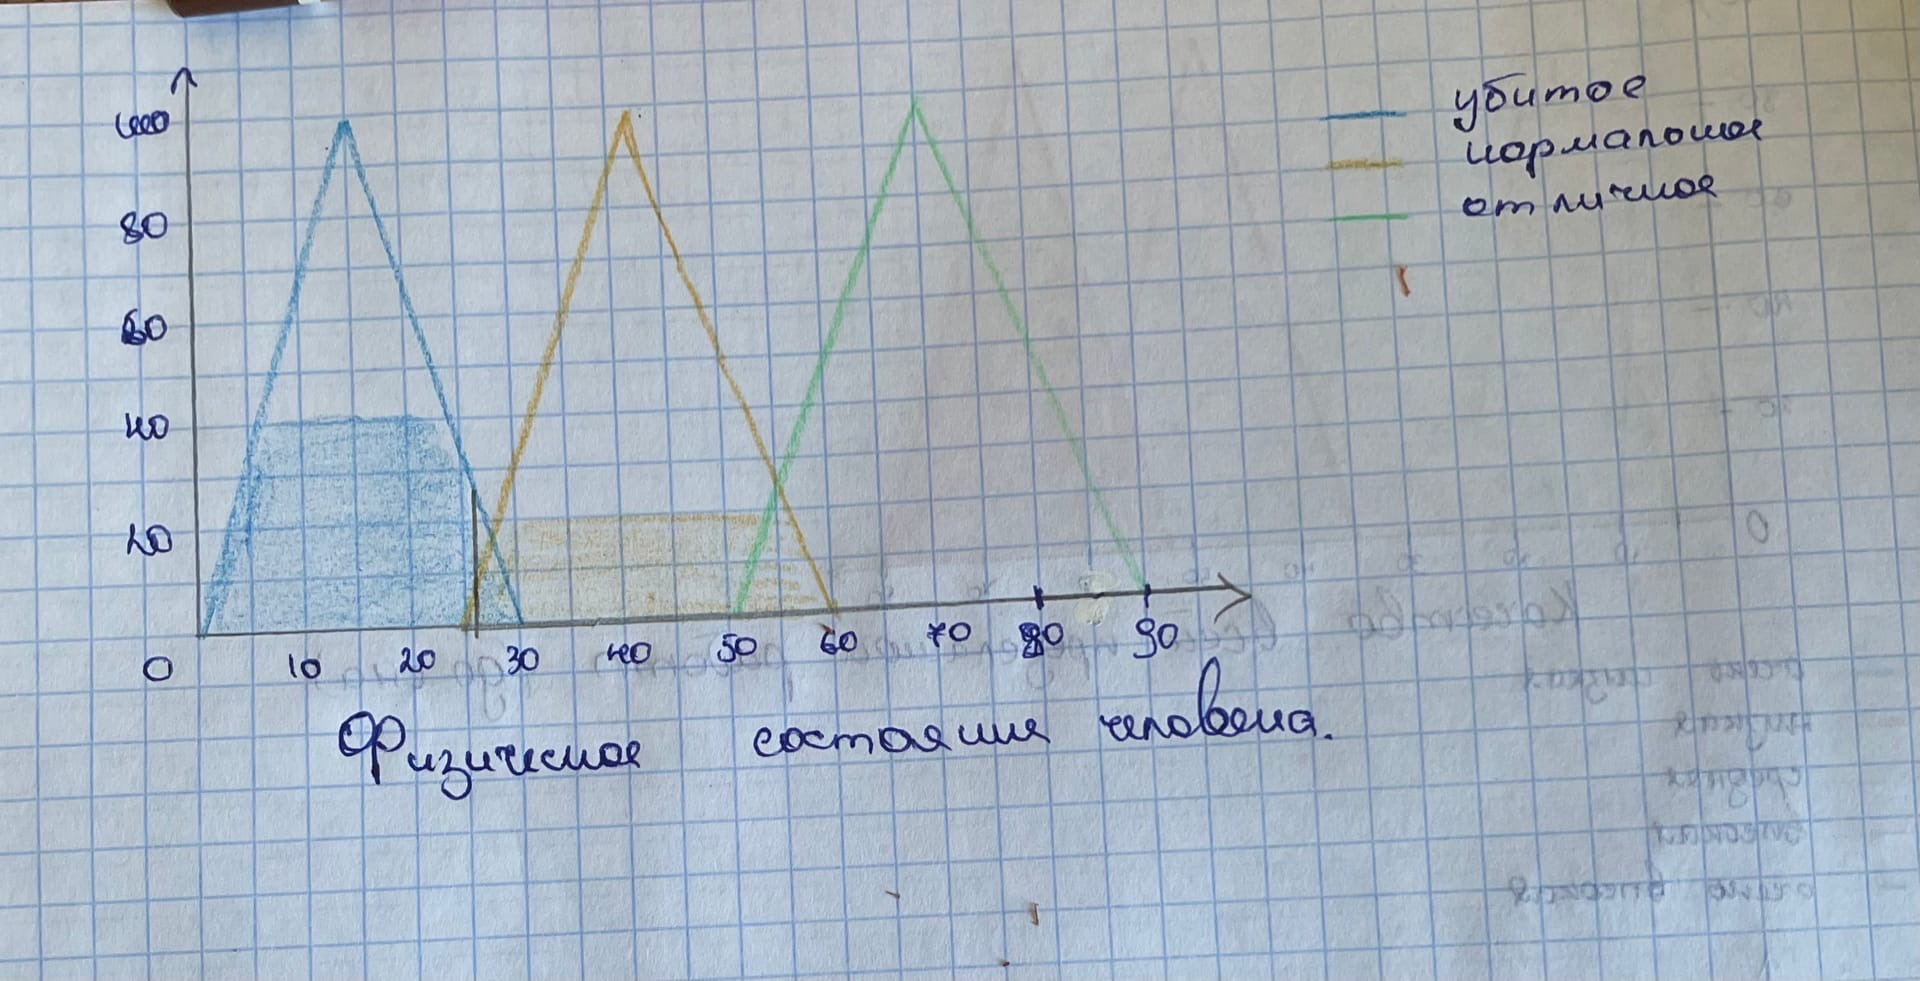 100
80
60
40
20
0 10 20 30 40 50 60 70 80 90
убитое
нормальное
отличное
Физическое состояние человека.